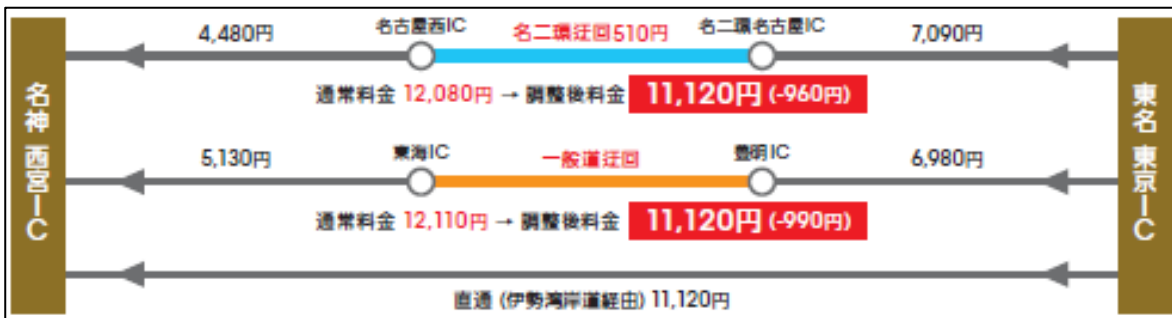 名神 西宮IC
東名 東京IC
4,480円
名古屋西IC
名二環迂回510円
名二環名古屋IC
7,090円
通常料金 12,080円 → 調整後料金 11,120円 (-960円)
5,130円
東海IC
一般道迂回
豊明IC
6,980円
通常料金 12,110円 → 調整後料金 11,120円 (-990円)
直通 (伊勢湾岸道経由) 11,120円